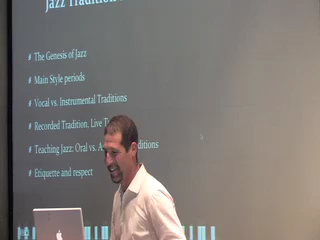 Jazz Tradition
# The Genesis of Jazz
# Main Style periods
# Vocal vs. Instrumental Traditions
# Recorded Tradition, Live
# Teaching Jazz: Oral vs. A ditions
# Etiquette and respect